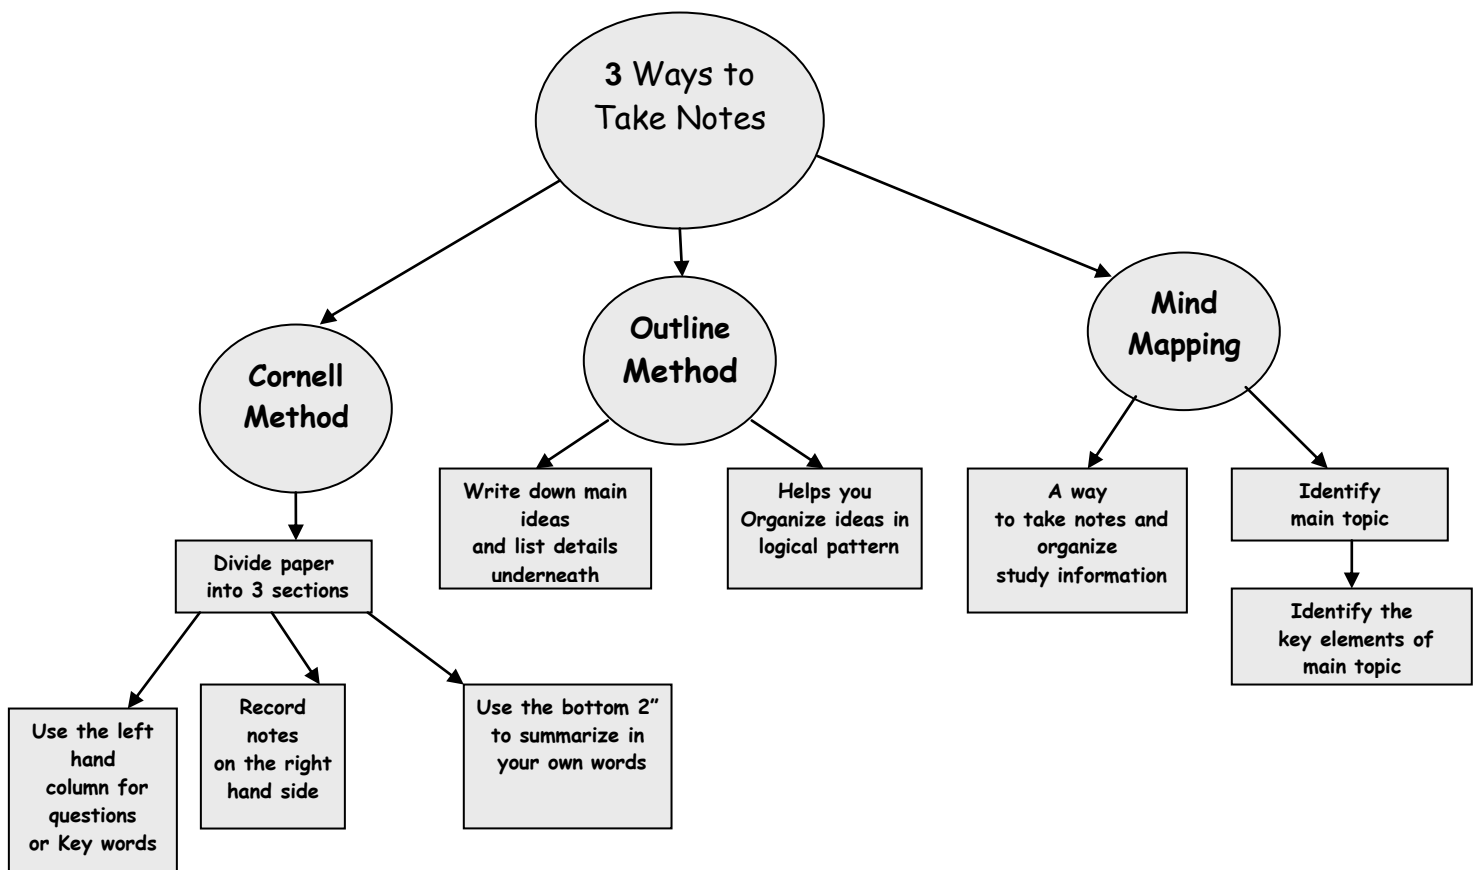 3 Ways to
Take Notes
Cornell
Method
Outline
Method
Mind
Mapping
Divide paper
into 3 sections
Use the left
hand
column for
questions
or Key words
Record
notes
on the right
hand side
Use the bottom 2”
to summarize in
your own words
Write down main
ideas
and list details
underneath
Helps you
Organize ideas in
logical pattern
A way
to take notes and
organize
study information
Identify
main topic
Identify the
key elements of
main topic